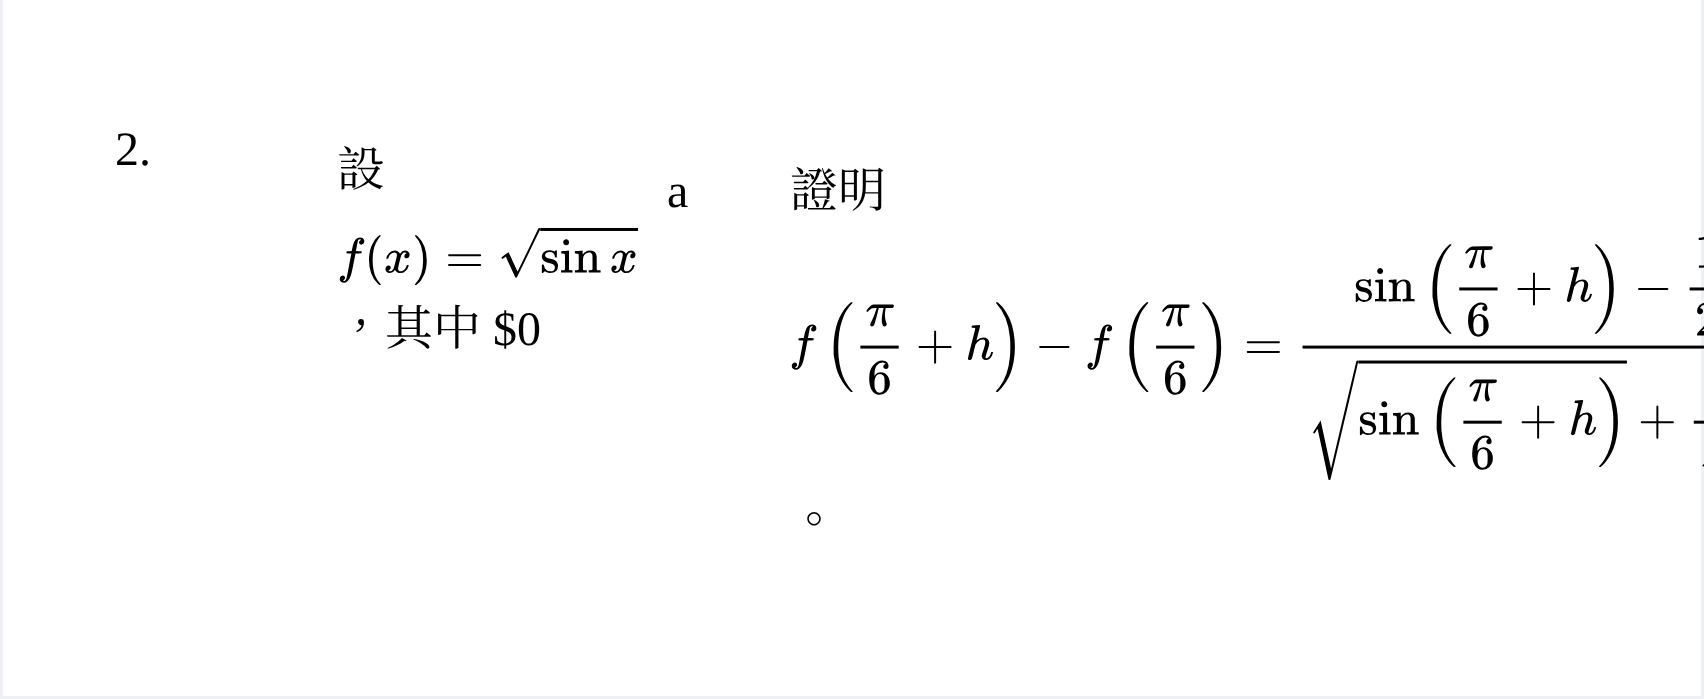 2.
設
f(x) = √(sin x)
，其中 $0
a
證明
f(π/6 + h) − f(π/6) = (sin(π/6 + h) −)/(√(sin(π/6 + h)) +)
。